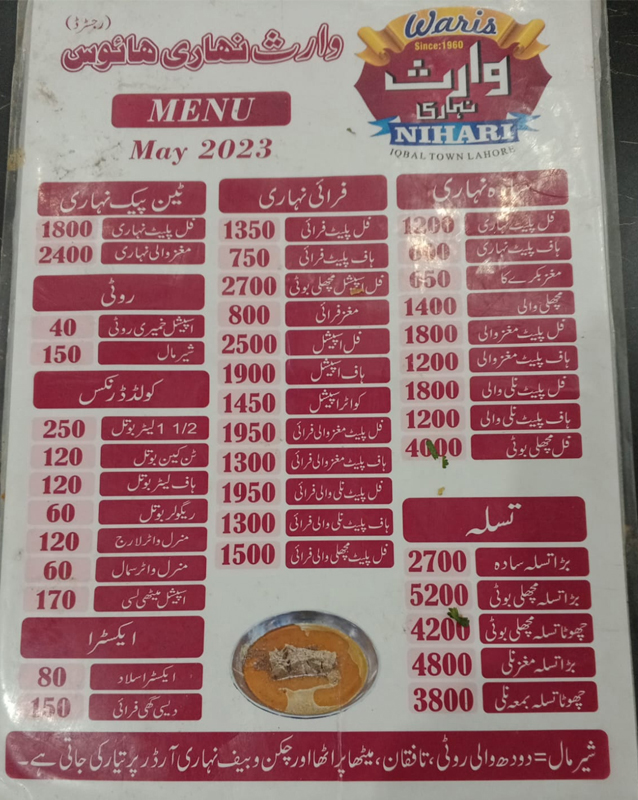 وارث نہاری ہائوس (رجسٹرڈ)
Waris
Since:1960
وارث
نہاری
NIHARI
IQBAL TOWN LAHORE
MENU
May 2023
سادہ نہاری
فل پلیٹ نہاری 1200
ہاف پلیٹ نہاری 600
مغز بکرے کا 650
مچھلی والی 1400
فل پلیٹ مغز والی 1800
ہاف پلیٹ مغز والی 1200
فل پلیٹ نلی والی 1800
ہاف پلیٹ نلی والی 1200
فل مچھلی بوٹی 4000
تسلہ
بڑا تسلہ سادہ 2700
بڑا تسلہ مچھلی بوٹی 5200
چھوٹا تسلہ مچھلی بوٹی 4200
بڑا تسلہ مغز نلی 4800
چھوٹا تسلہ بمعہ نلی 3800
فرائی نہاری
فل پلیٹ فرائی 1350
ہاف پلیٹ فرائی 750
فل اسپیشل مچھلی بوٹی 2700
مغز فرائی 800
فل اسپیشل 2500
ہاف اسپیشل 1900
کواٹر اسپیشل 1450
فل پلیٹ مغز والی فرائی 1950
ہاف پلیٹ مغز والی فرائی 1300
فل پلیٹ نلی والی فرائی 1950
ہاف پلیٹ نلی والی فرائی 1300
فل پلیٹ مچھلی والی فرائی 1500
ٹین پیک نہاری
فل پلیٹ نہاری 1800
مغز والی نہاری 2400
روٹی
اسپیشل خمیری روٹی 40
شیر مال 150
کولڈ ڈرنکس
1 1/2 لیٹر بوتل 250
ٹن کین بوتل 120
ہاف لیٹر بوتل 120
ریگولر بوتل 60
منرل واٹر لارج 120
منرل واٹر سمال 60
اسپیشل میٹھی لسی 170
ایکسٹرا
ایکسٹرا سلاد 80
دیسی گھی فرائی 150
شیر مال=دودھ والی روٹی، تافقان، میٹھا پراٹھا اور چکن و بیف نہاری آرڈر پر تیار کی جاتی ہے۔